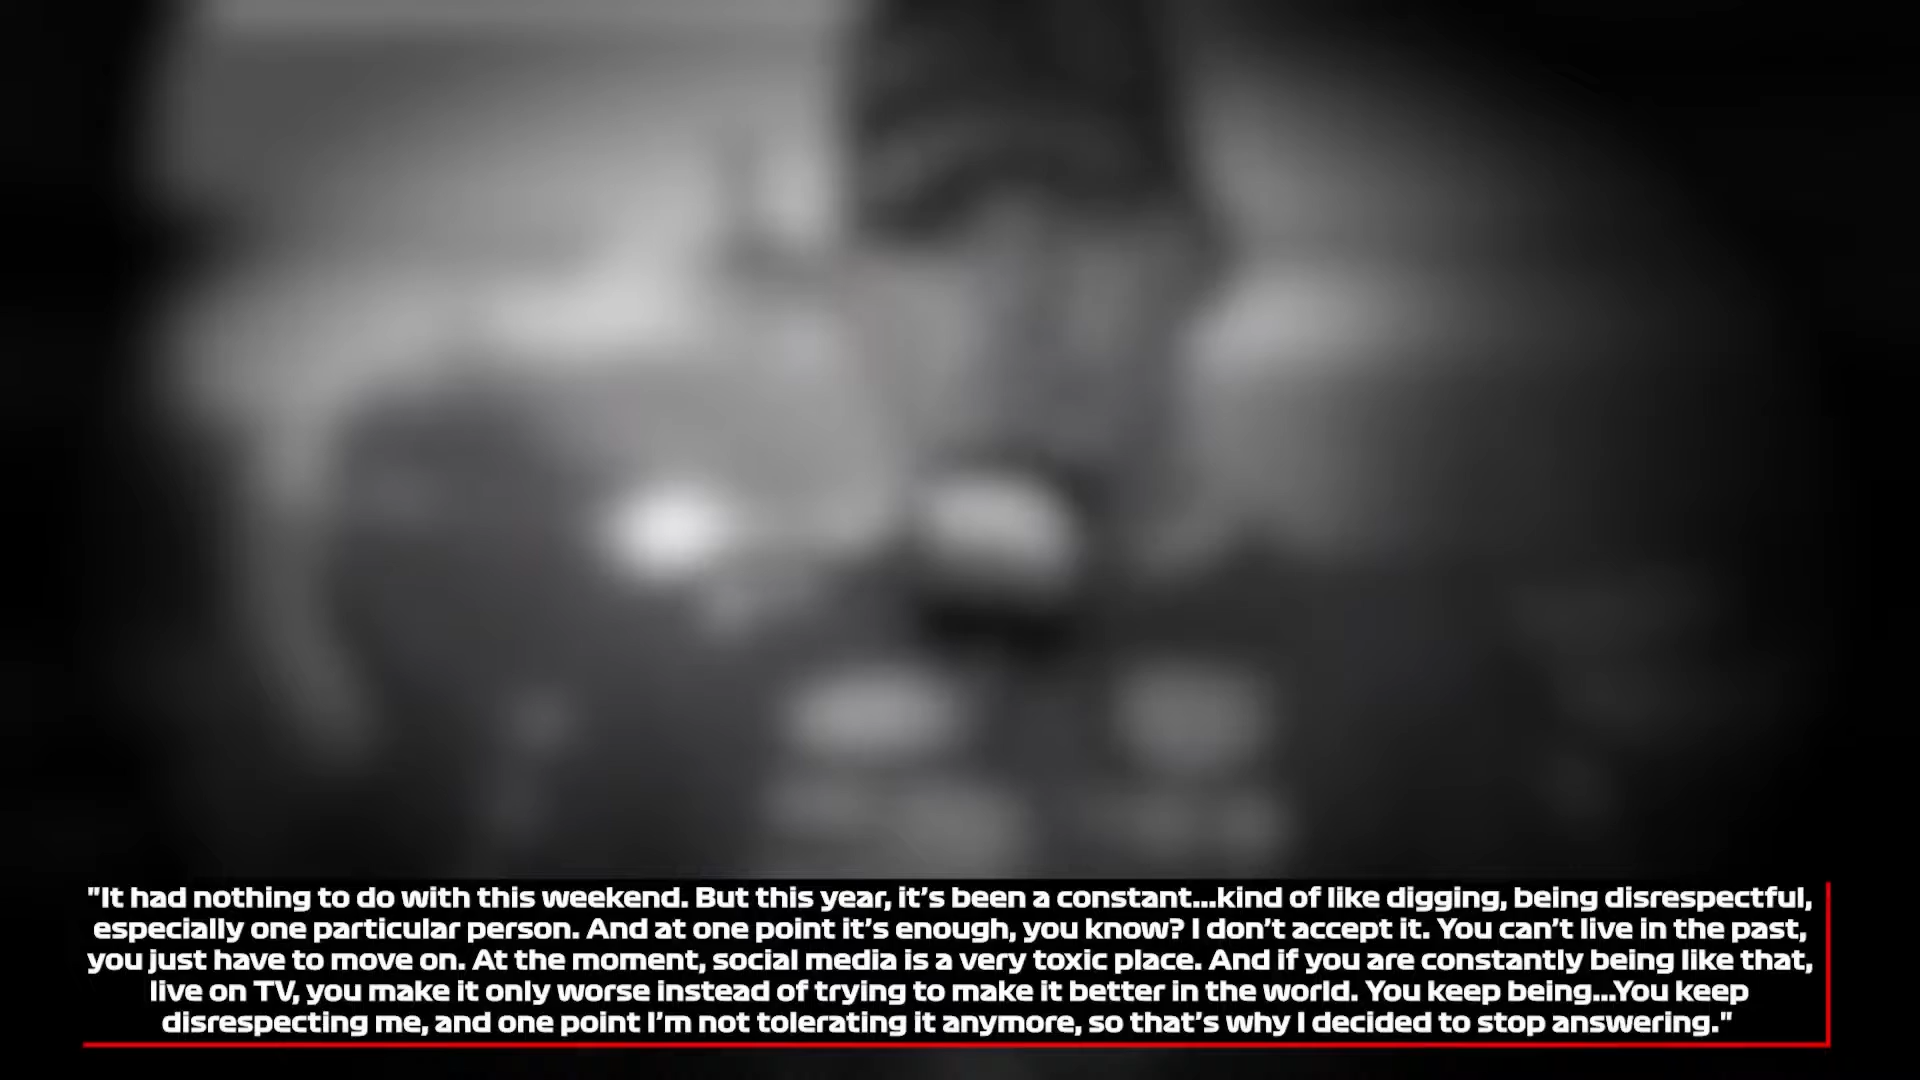 "It had nothing to do with this weekend. But this year, it's been a constant...kind of like digging, being disrespectful,
especially one particular person. And at one point it's enough, you know? I don't accept it. You can't live in the past,
you just have to move on. At the moment, social media is a very toxic place. And if you are constantly being like that,
live on TV, you make it only worse instead of trying to make it better in the world. You keep being...You keep
disrespecting me, and one point I'm not tolerating it anymore, so that's why I decided to stop answering."